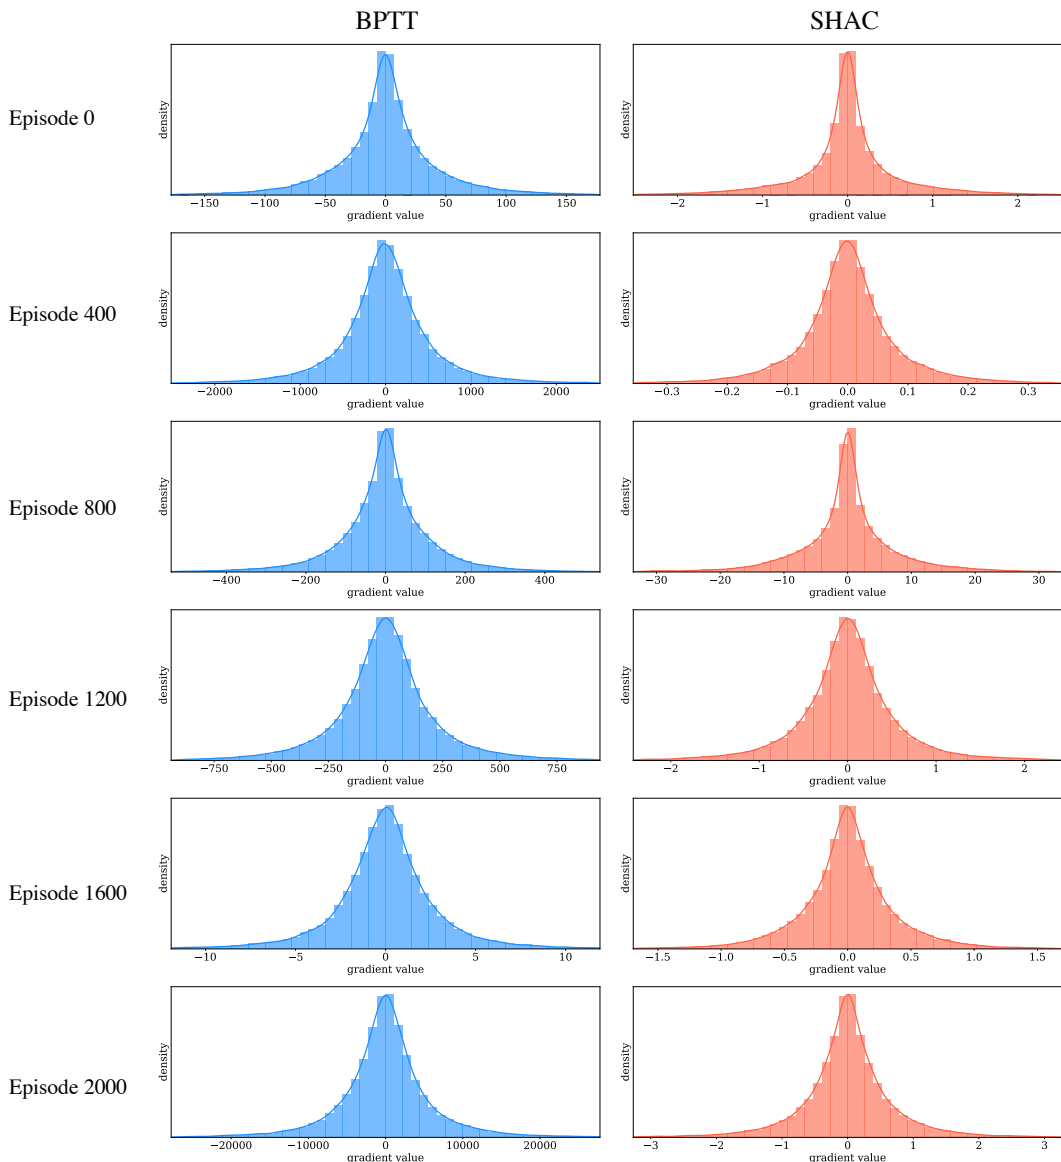 BPTT SHAC
Episode 0
density
−150 −100 −50 0 50 100 150
gradient value
density
−2 −1 0 1 2
gradient value
Episode 400
density
−2000 −1000 0 1000 2000
gradient value
density
−0.3 −0.2 −0.1 0.0 0.1 0.2 0.3
gradient value
Episode 800
density
−400 −200 0 200 400
gradient value
density
−30 −20 −10 0 10 20 30
gradient value
Episode 1200
density
−750 −500 −250 0 250 500 750
gradient value
density
−2 −1 0 1 2
gradient value
Episode 1600
density
−10 −5 0 5 10
gradient value
density
−1.5 −1.0 −0.5 0.0 0.5 1.0 1.5
gradient value
Episode 2000
density
−20000 −10000 0 10000 20000
gradient value
density
−3 −2 −1 0 1 2 3
gradient value